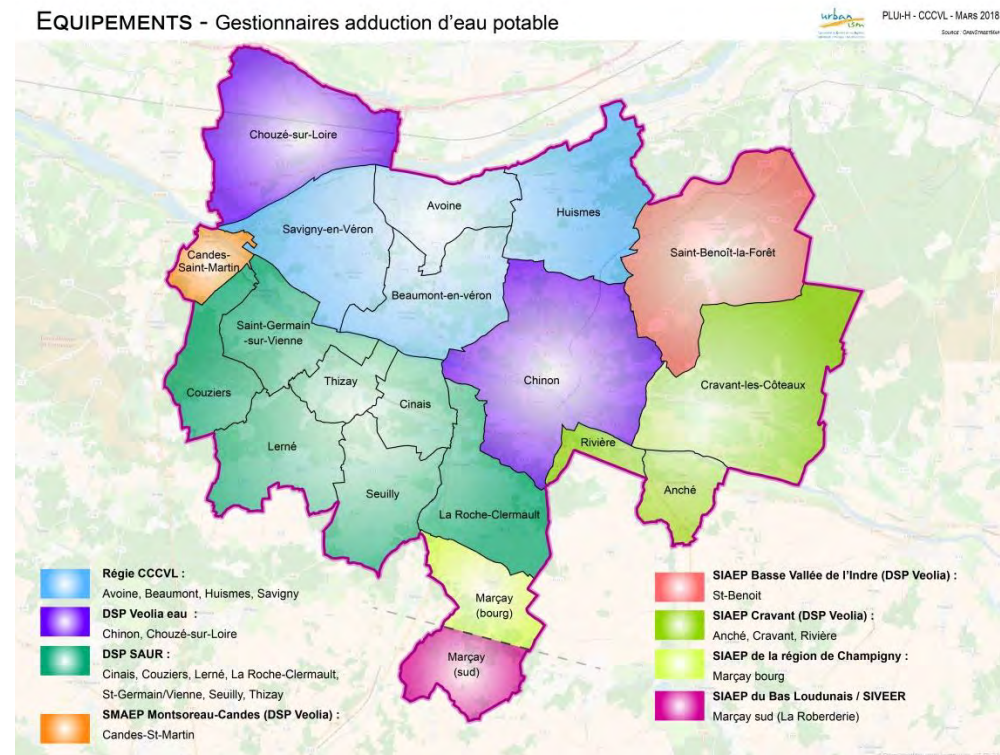 EQUIPEMENTS - Gestionnaires adduction d'eau potable
urban
ism
PLUI-H - CCCVL - MARS 2018
SOURCE : OPENSTREETMAP
Chouzé-sur-Loire
Avoine
Huismes
Savigny-en-Véron
Candes-
Saint-Martin
Saint-Benoît-la-Forêt
Beaumont-en-véron
Saint-Germain
-sur-Vienne
Thizay
Chinon
Cravant-les-Côteaux
Couziers
Cinais
Lerné
Rivière
Seuilly
Anché
La Roche-Clermault
Marçay
(bourg)
Marçay
(sud)
Régie CCCVL :
Avoine, Beaumont, Huismes, Savigny
DSP Veolia eau :
Chinon, Chouzé-sur-Loire
DSP SAUR :
Cinais, Couziers, Lerné, La Roche-Clermault,
St-Germain/Vienne, Seuilly, Thizay
SMAEP Montsoreau-Candes (DSP Veolia) :
Candes-St-Martin
SIAEP Basse Vallée de l'Indre (DSP Veolia) :
St-Benoit
SIAEP Cravant (DSP Veolia) :
Anché, Cravant, Rivière
SIAEP de la région de Champigny :
Marçay bourg
SIAEP du Bas Loudunais / SIVEER
Marçay sud (La Roberderie)